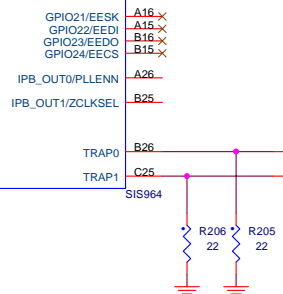 GPIO21/EESK A16
GPIO22/EEDI A15
GPIO23/EEDO B16
GPIO24/EECS B15
IPB_OUT0/PLLENN A26
IPB_OUT1/ZCLKSEL B25
TRAP0 B26
TRAP1 C25
SIS964
R206 R205
22 22